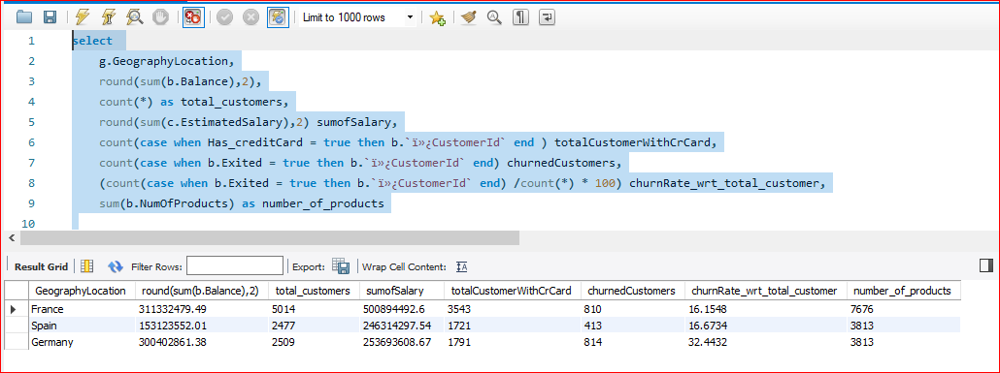 Limit to 1000 rows
1 select
2 g.GeographyLocation,
3 round(sum(b.Balance),2),
4 count(*) as total_customers,
5 round(sum(c.EstimatedSalary),2) sumofSalary,
6 count(case when Has_creditCard = true then b.`ï»¿CustomerId` end ) totalCustomerWithCrCard,
7 count(case when b.Exited = true then b.`ï»¿CustomerId` end) churnedCustomers,
8 (count(case when b.Exited = true then b.`ï»¿CustomerId` end) /count(*) * 100) churnRate_wrt_total_customer,
9 sum(b.NumOfProducts) as number_of_products
10
Result Grid Filter Rows: Export: Wrap Cell Content:
GeographyLocation round(sum(b.Balance),2) total_customers sumofSalary totalCustomerWithCrCard churnedCustomers churnRate_wrt_total_customer number_of_products
France 311332479.49 5014 500894492.6 3543 810 16.1548 7676
Spain 153123552.01 2477 246314297.54 1721 413 16.6734 3813
Germany 300402861.38 2509 253693608.67 1791 814 32.4432 3813